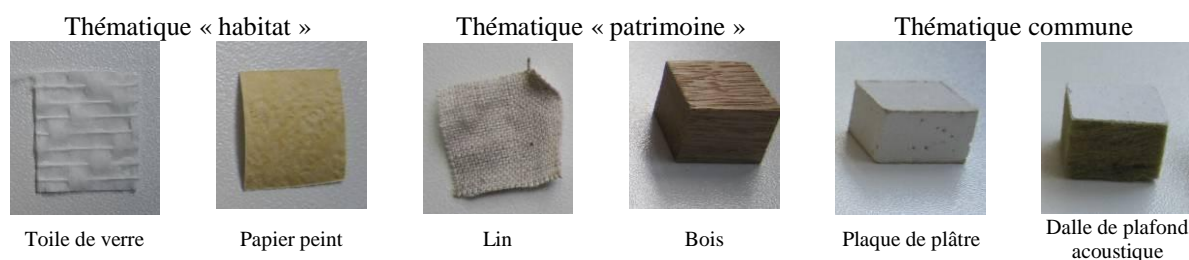 Thématique « habitat »
Thématique « patrimoine »
Thématique commune
Toile de verre
Papier peint
Lin
Bois
Plaque de plâtre
Dalle de plafond
acoustique